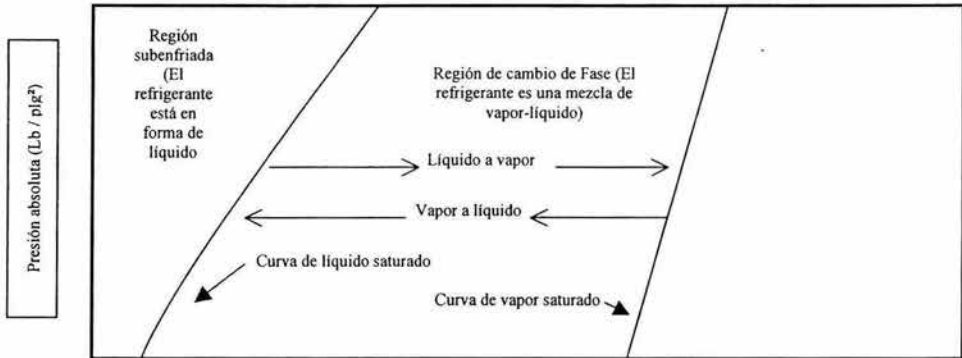 Presión absoluta (Lb / plg²)
Región
subenfriada
(El
refrigerante
está en
forma de
líquido
Región de cambio de Fase (El
refrigerante es una mezcla de
vapor-líquido)
Líquido a vapor
Vapor a líquido
Curva de líquido saturado
Curva de vapor saturado